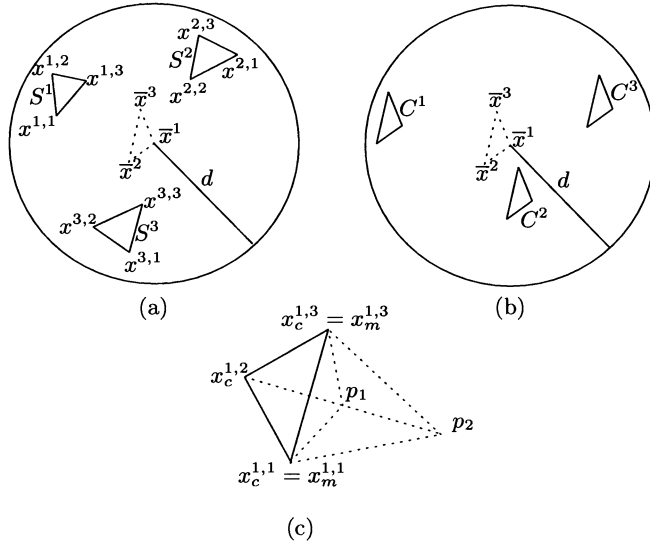 x^{2,3}
x^{1,2} x^{1,3} S^2 x^{2,1}
S^1 x^{2,2}
x^{1,1} x̅^3
x̅^1
x̅^2
d
x^{3,3}
x^{3,2} S^3
x^{3,1}
(a)
C^1 x̅^3 C^3
x̅^1
x̅^2
d
C^2
(b)
x_c^{1,3} = x_m^{1,3}
x_c^{1,2}
p_1
p_2
x_c^{1,1} = x_m^{1,1}
(c)